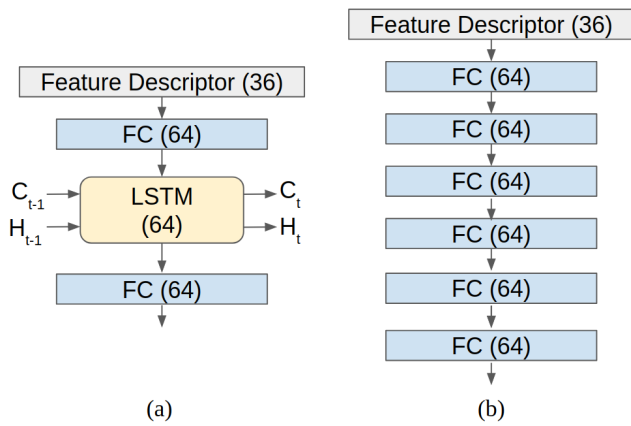 Feature Descriptor (36)
FC (64)
C t-1
LSTM
(64)
C t
H t-1
H t
FC (64)
(a)
Feature Descriptor (36)
FC (64)
FC (64)
FC (64)
FC (64)
FC (64)
FC (64)
(b)